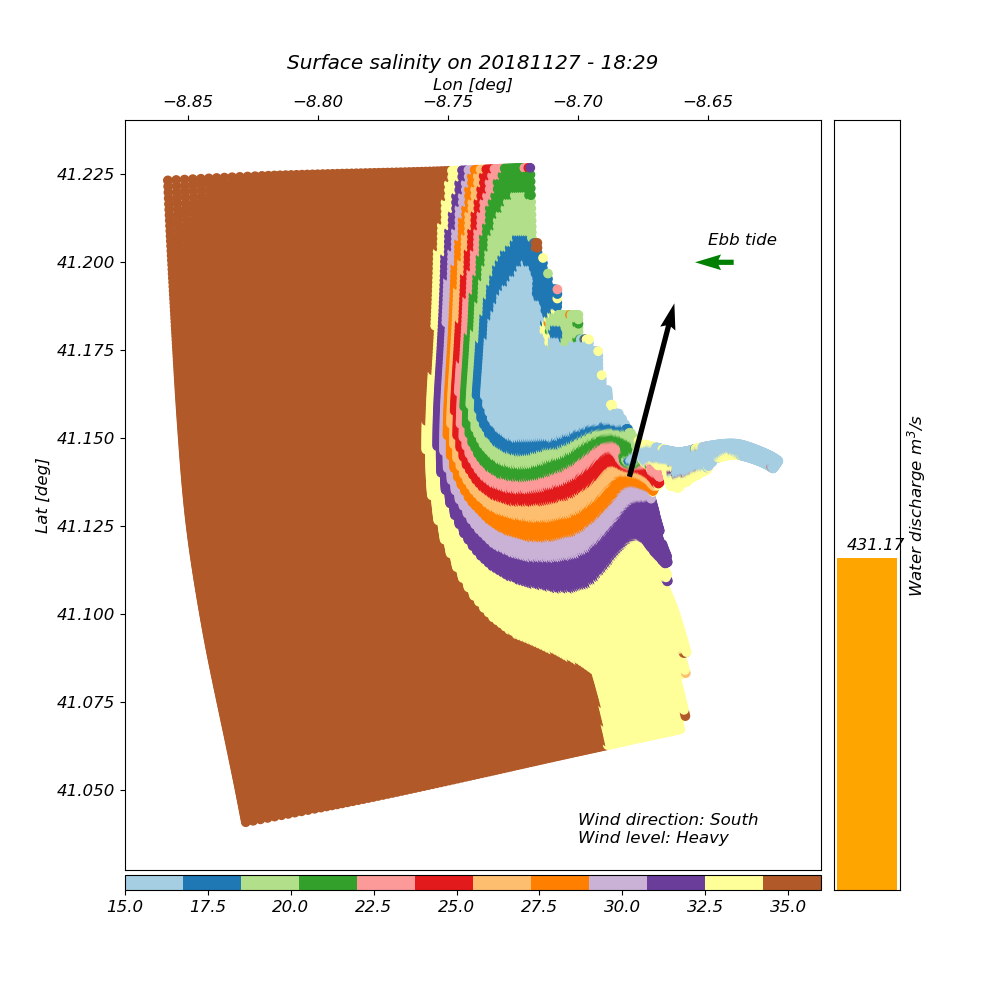 Surface salinity on 20181127 - 18:29
Lon [deg]
−8.85 −8.80 −8.75 −8.70 −8.65
41.225
41.200
41.175
41.150
41.125
41.100
41.075
41.050
Lat [deg]
Ebb tide
Wind direction: South
Wind level: Heavy
431.17
Water discharge m³/s
15.0 17.5 20.0 22.5 25.0 27.5 30.0 32.5 35.0